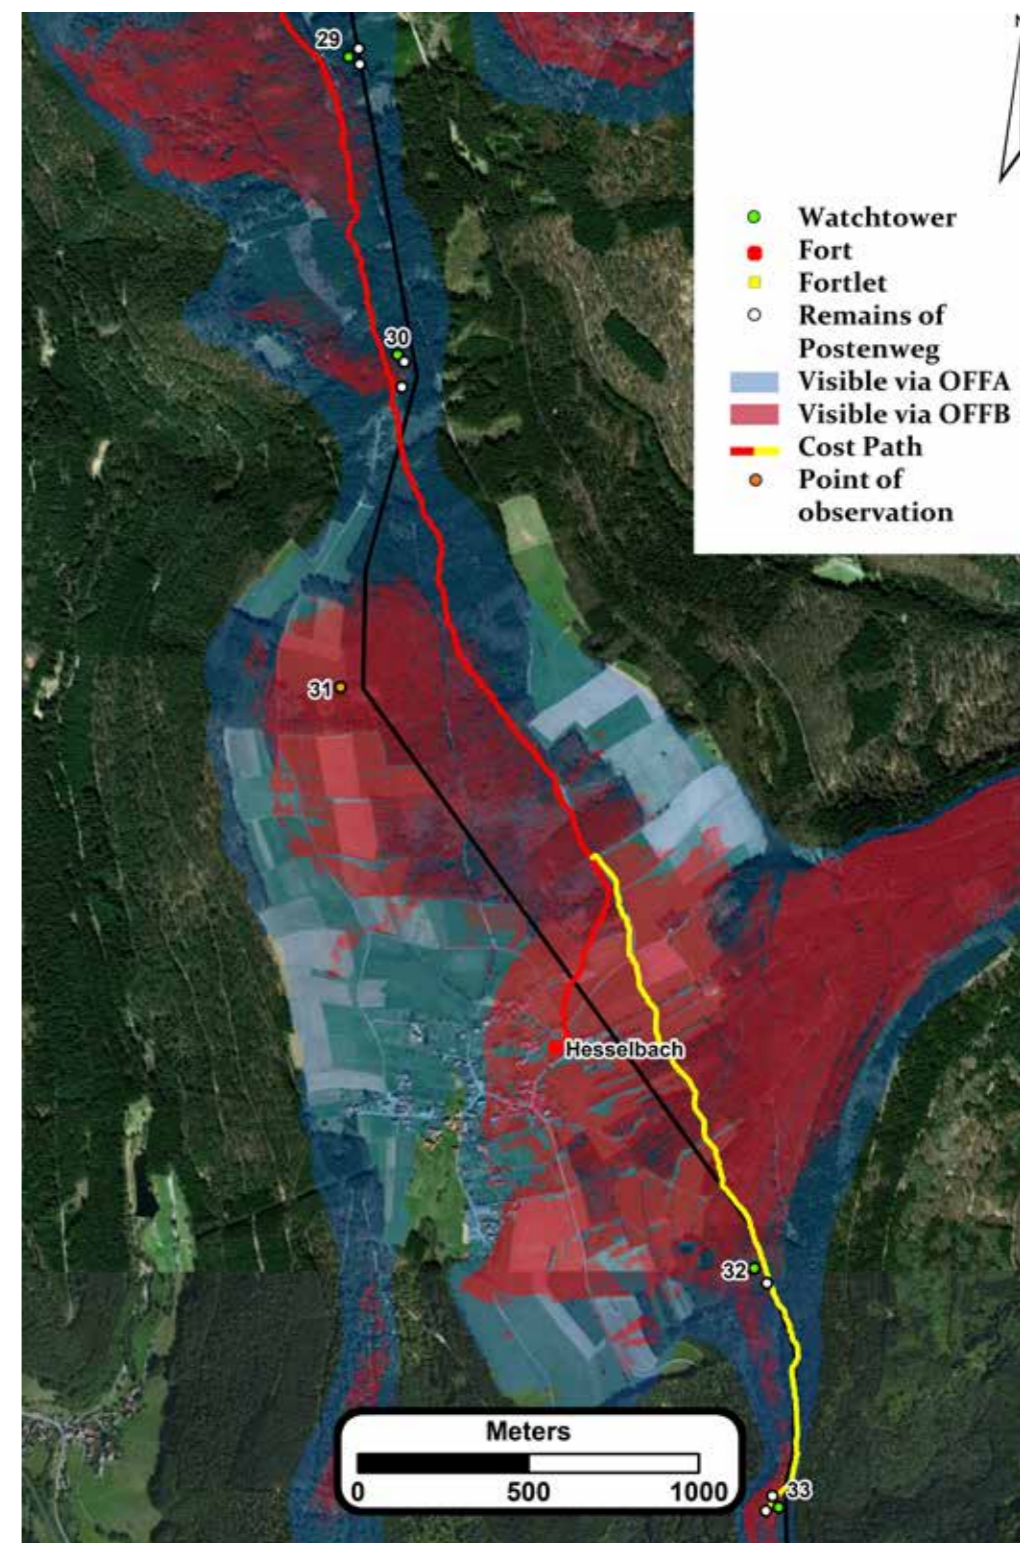 29
N
Watchtower
Fort
Fortlet
Remains of
Postenweg
Visible via OFFA
Visible via OFFB
Cost Path
Point of
observation
30
31
Hesselbach
32
Meters
0 500 1000
33